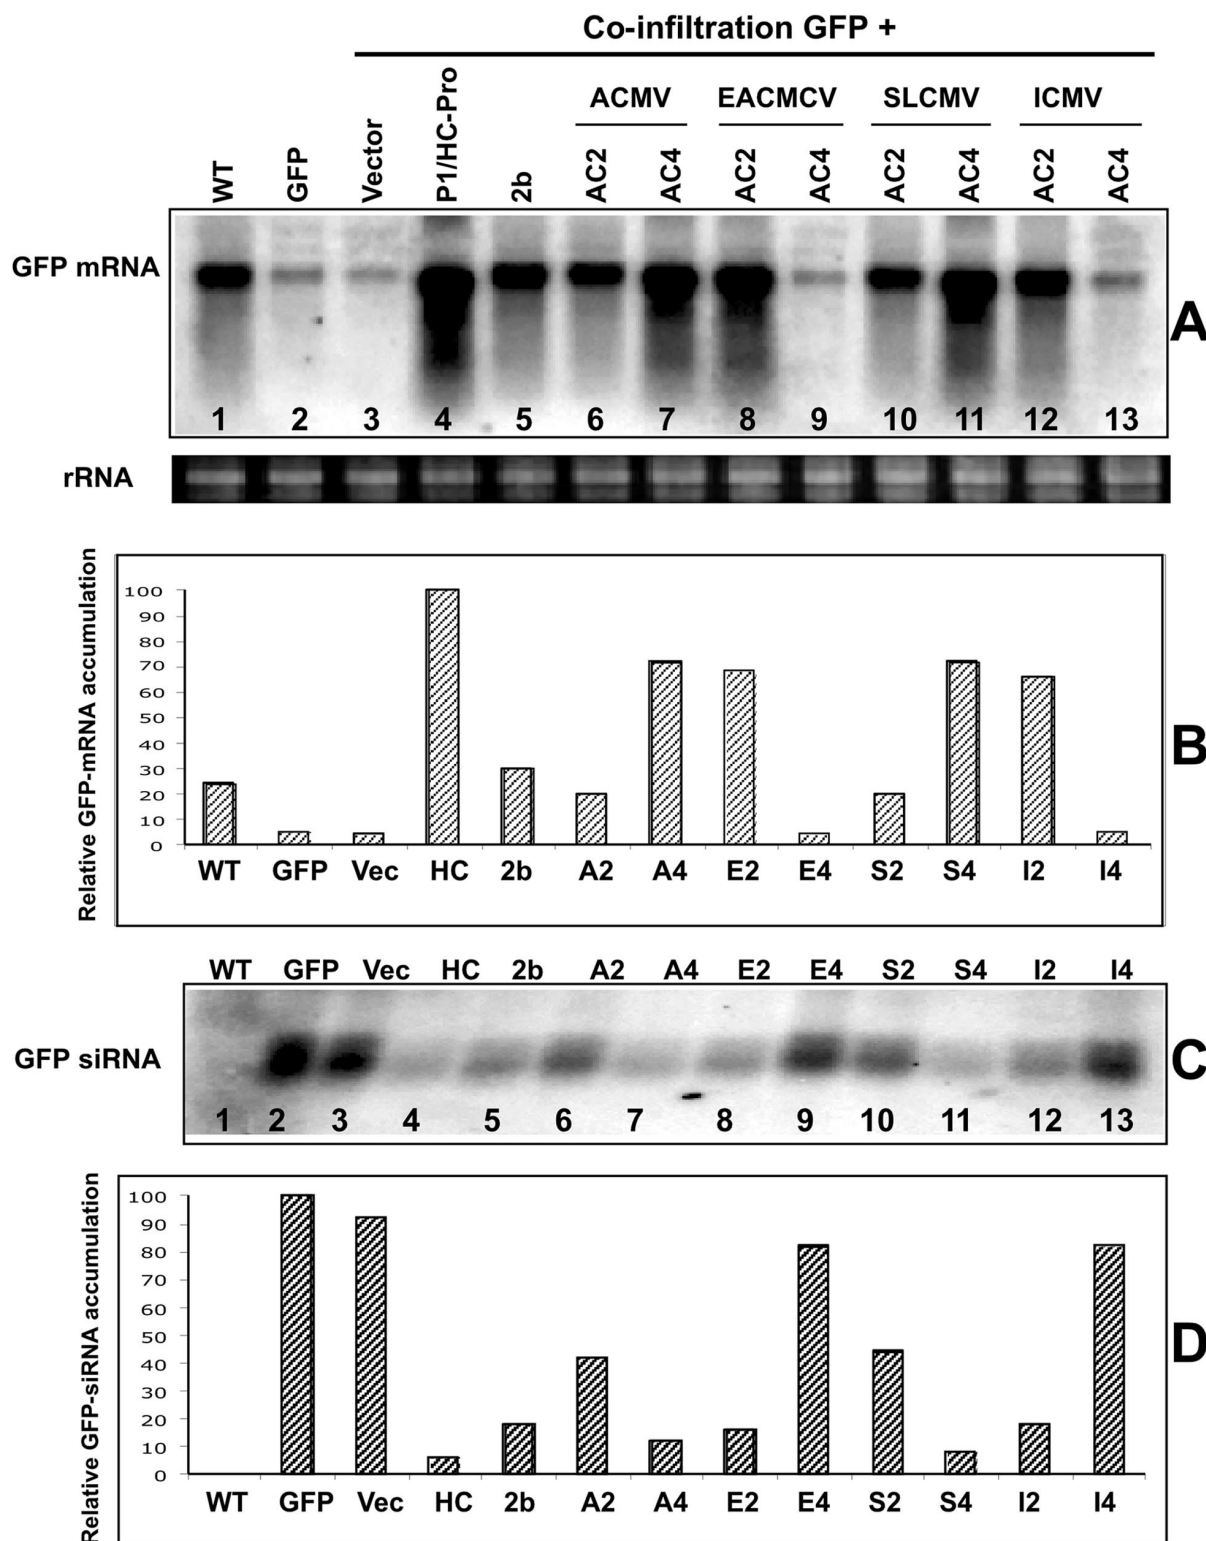 Co-infiltration GFP +
ACMV EACMCV SLCMV ICMV
WT GFP Vector P1/HC-Pro 2b AC2 AC4 AC2 AC4 AC2 AC4 AC2 AC4
GFP mRNA
A
1 2 3 4 5 6 7 8 9 10 11 12 13
rRNA
Relative GFP-mRNA accumulation
100
90
80
70
60
50
40
30
20
10
0
B
WT GFP Vec HC 2b A2 A4 E2 E4 S2 S4 I2 I4
WT GFP Vec HC 2b A2 A4 E2 E4 S2 S4 I2 I4
GFP siRNA
C
1 2 3 4 5 6 7 8 9 10 11 12 13
Relative GFP-siRNA accumulation
100
90
80
70
60
50
40
30
20
10
0
D
WT GFP Vec HC 2b A2 A4 E2 E4 S2 S4 I2 I4